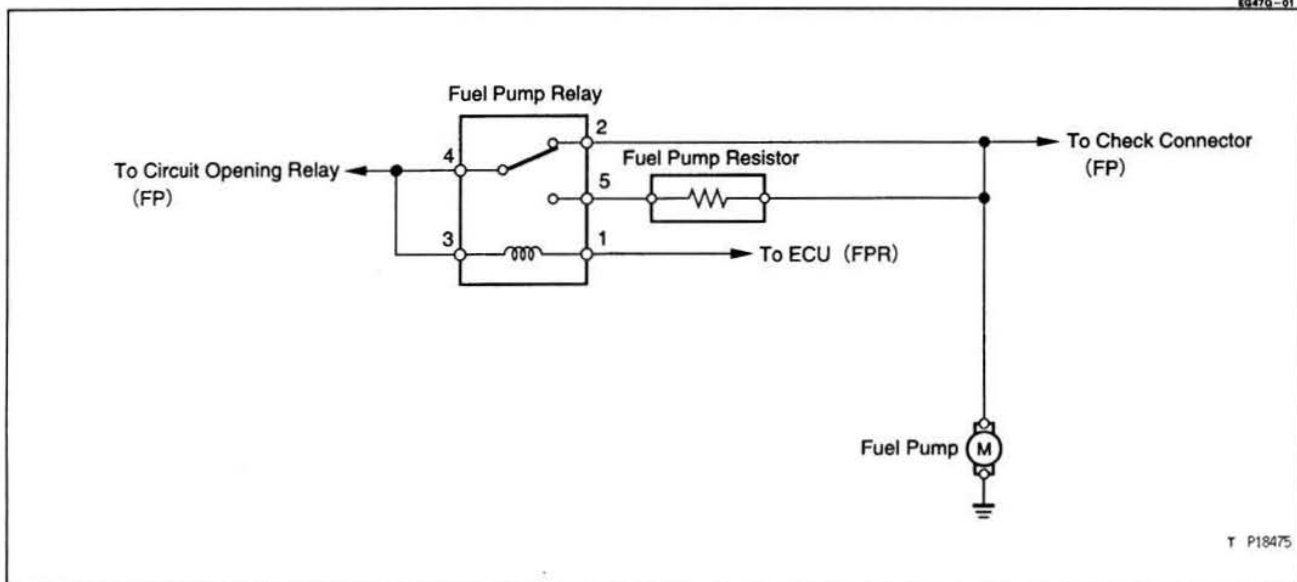 EG47Q-01
Fuel Pump Relay
2
To Check Connector
(FP)
4
Fuel Pump Resistor
To Circuit Opening Relay
(FP)
5
3
1
To ECU (FPR)
Fuel Pump
M
T P18475